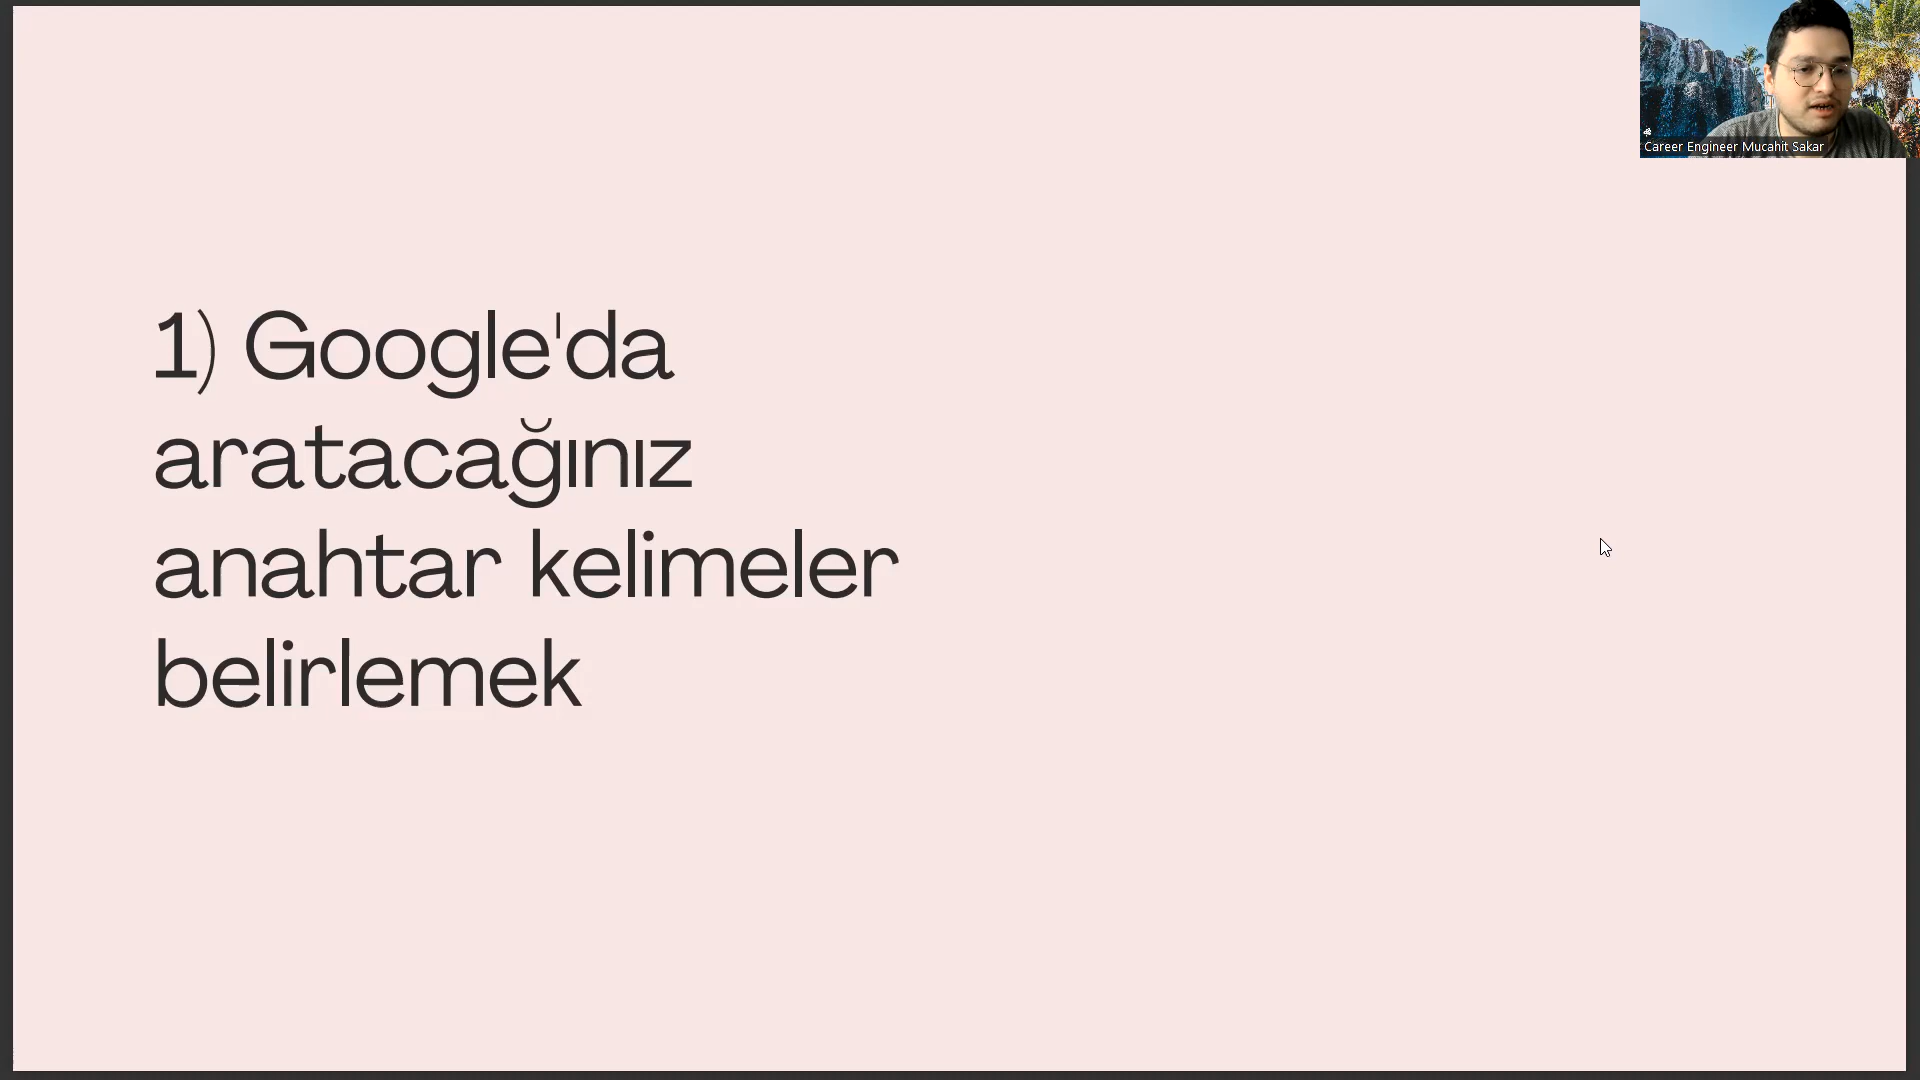 1) Google'da
aratacağınız
anahtar kelimeler
belirlemek
Career Engineer Mucahit Sakar